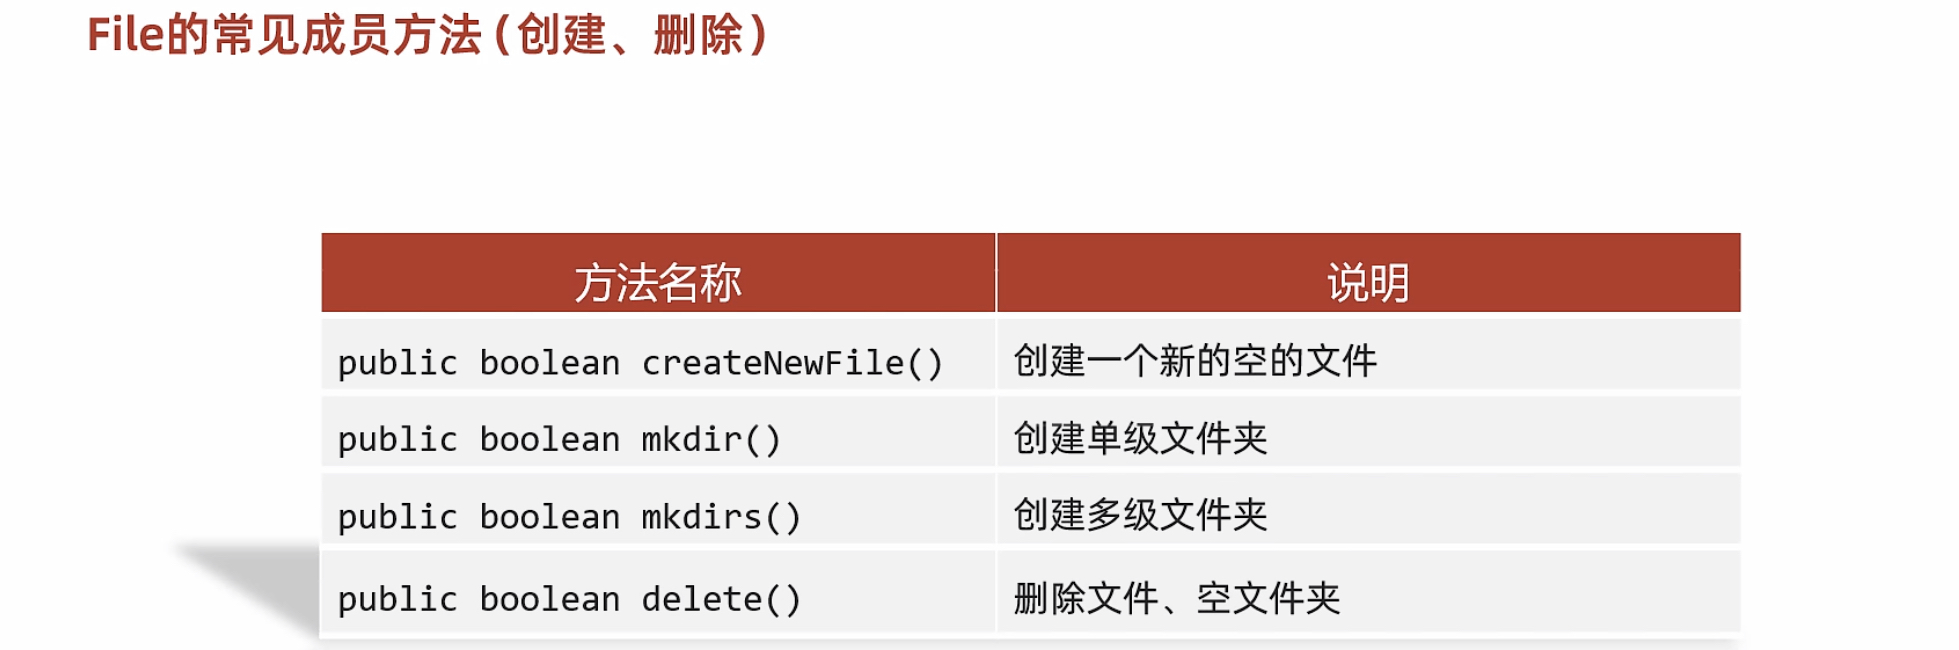 File的常见成员方法(创建、删除)
方法名称 说明
public boolean createNewFile() 创建一个新的空的文件
public boolean mkdir() 创建单级文件夹
public boolean mkdirs() 创建多级文件夹
public boolean delete() 删除文件、空文件夹